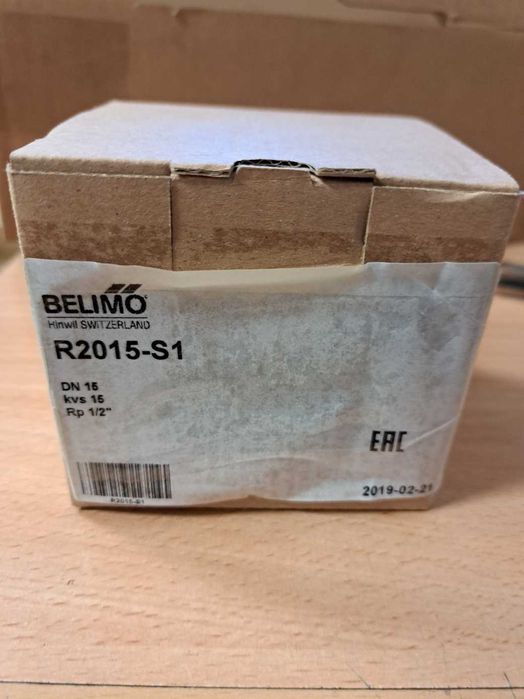 BELIMO
Hinwil SWITZERLAND
R2015-S1
DN 15
kvs 15
Rp 1/2"
EAC
R2015-S1
2019-02-21